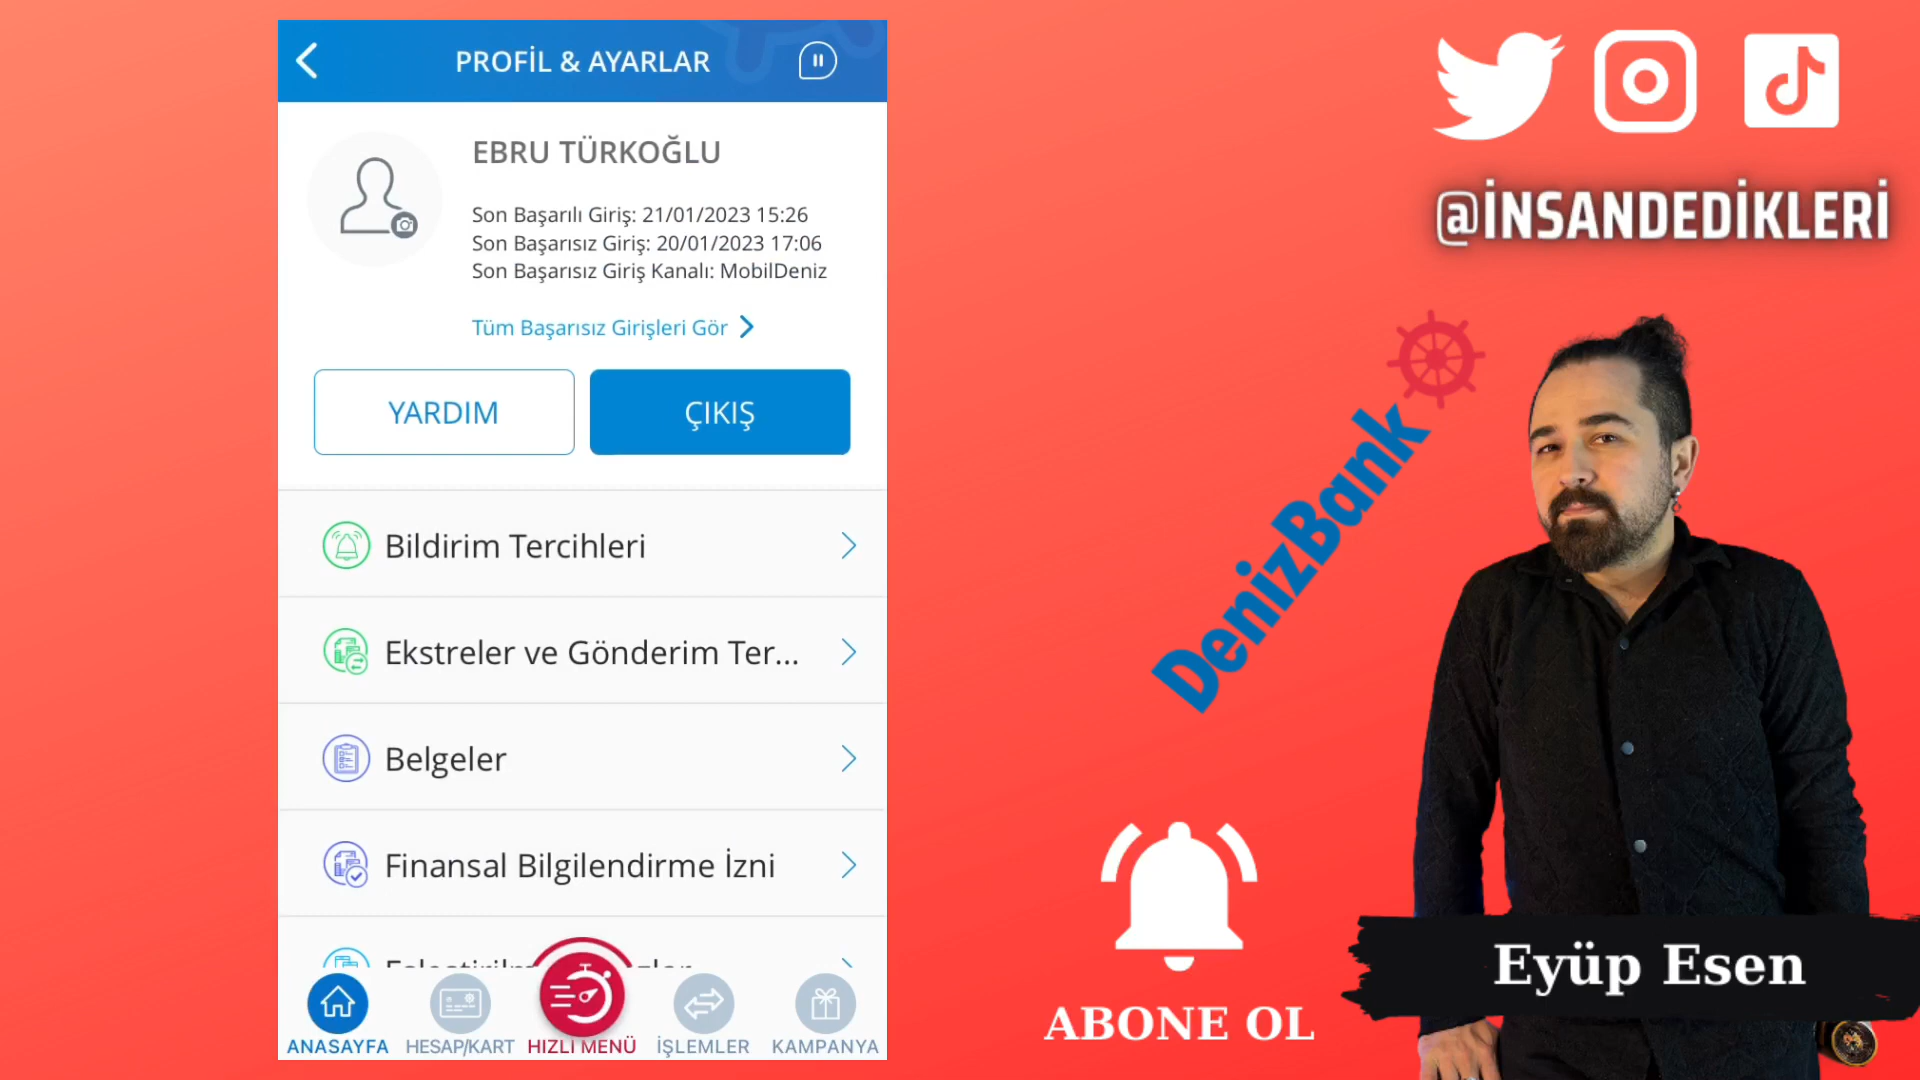 PROFİL & AYARLAR
EBRU TÜRKOĞLU
Son Başarılı Giriş: 21/01/2023 15:26
Son Başarısız Giriş: 20/01/2023 17:06
Son Başarısız Giriş Kanalı: MobilDeniz
Tüm Başarısız Girişleri Gör
YARDIM
ÇIKIŞ
Bildirim Tercihleri
Ekstreler ve Gönderim Ter...
Belgeler
Finansal Bilgilendirme İzni
ANASAYFA
HESAP/KART
HIZLI MENÜ
İŞLEMLER
KAMPANYA
@İNSANDEDİKLERİ
DenizBank
ABONE OL
Eyüp Esen